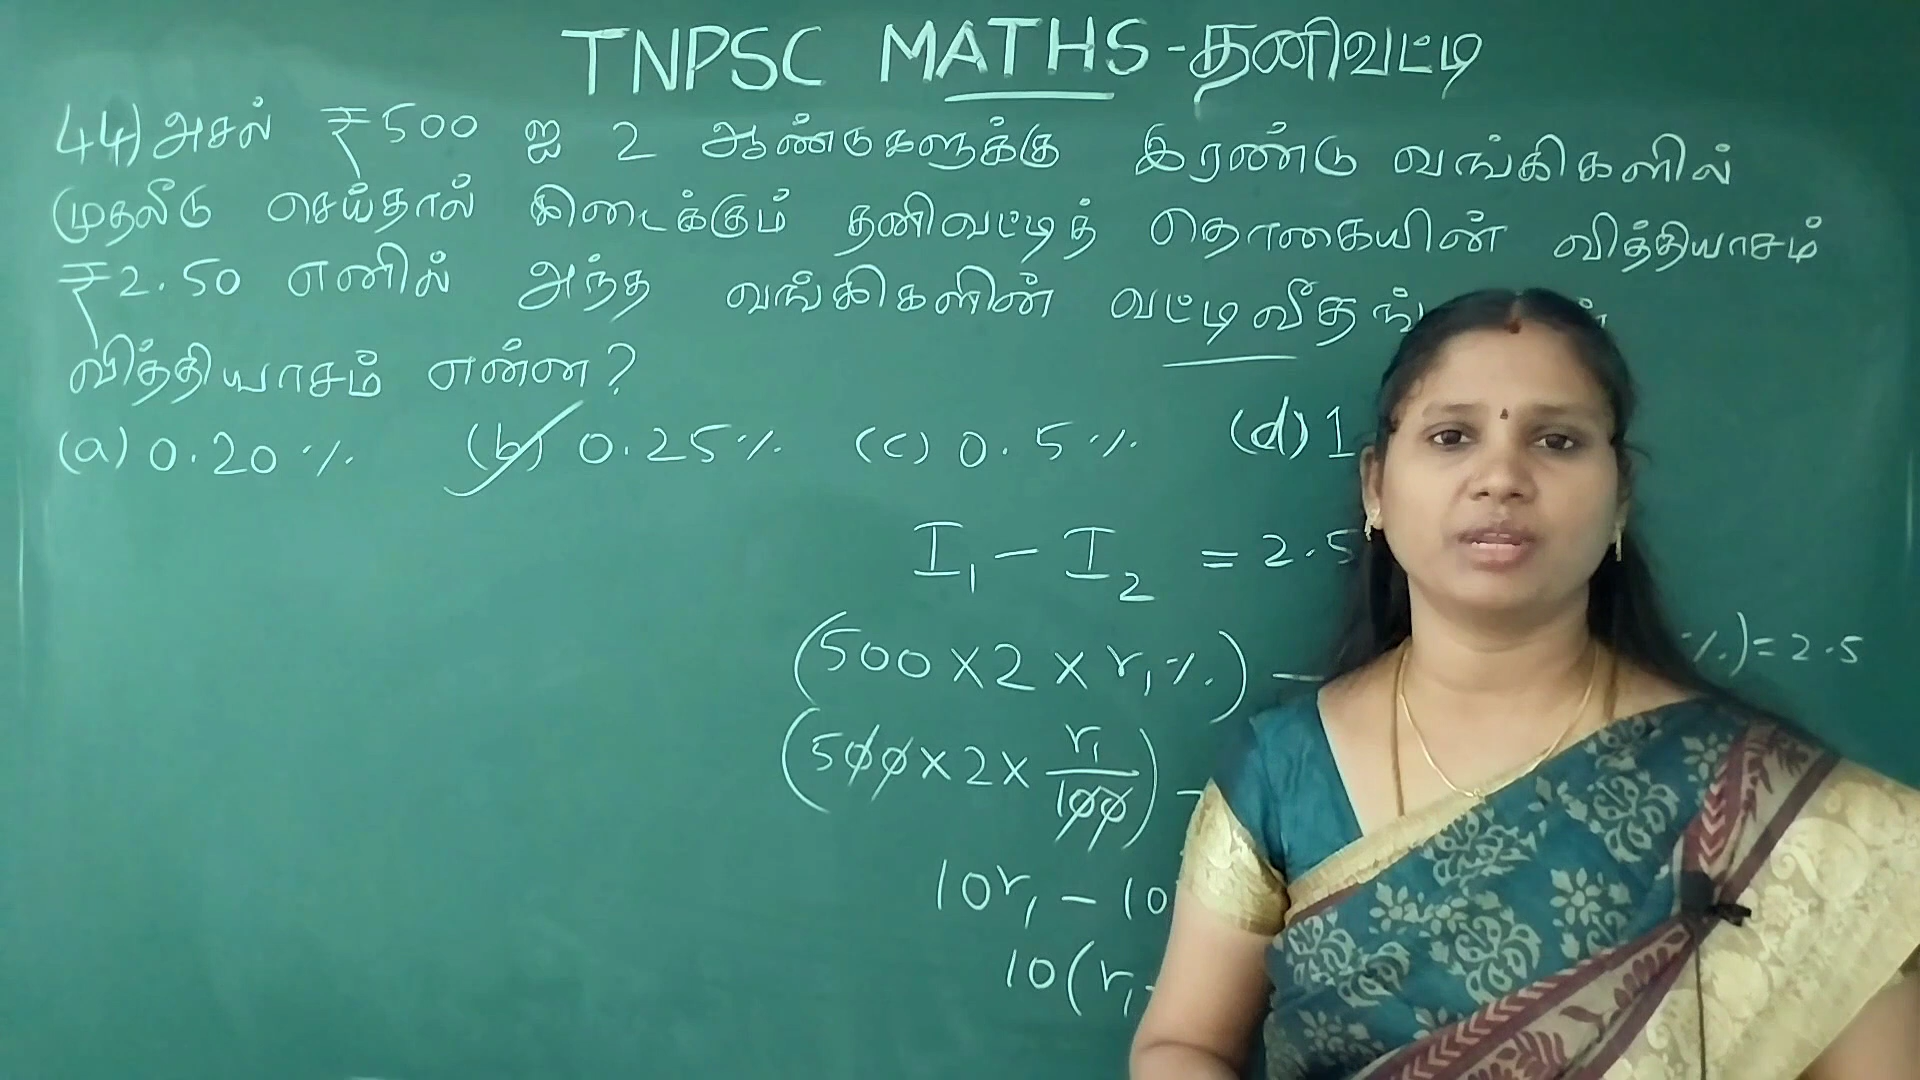 TNPSC MATHS - தனிவட்டி
44) அசல் ₹500 ஐ 2 ஆண்டுகளுக்கு இரண்டு வங்கிகளில்
முதலீடு செய்தால் கிடைக்கும் தனிவட்டித் தொகையின் வித்தியாசம்
₹2.50 எனில் அந்த வங்கிகளின் வட்டிவீதங்
வித்தியாசம் என்ன?
(a) 0.20% (b) 0.25% (c) 0.5% (d) 1
I₁ - I₂ = 2.5
(500 × 2 × r₁%) - %) = 2.5
(500 × 2 × r₁/100) -
10r₁ - 10
10(r₁ -